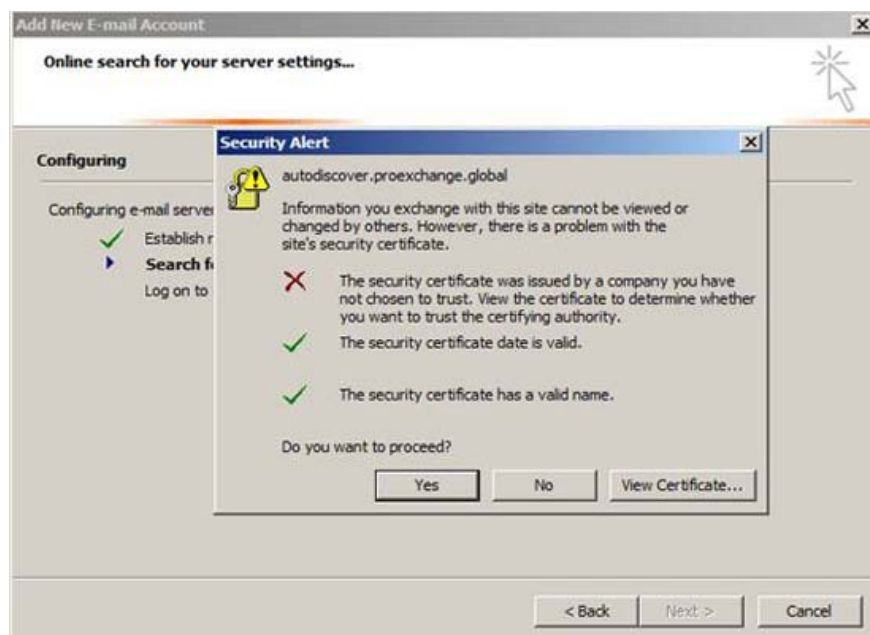 Add New E-mail Account
Online search for your server settings...
Security Alert
autodiscover.proexchange.global
Configuring
Information you exchange with this site cannot be viewed or
changed by others. However, there is a problem with the
site's security certificate.
Configuring e-mail server
Establish
Search
Log on to
The security certificate was issued by a company you have
not chosen to trust. View the certificate to determine whether
you want to trust the certifying authority.
The security certificate date is valid.
The security certificate has a valid name.
Do you want to proceed?
Yes
No
View Certificate...
< Back
Next >
Cancel